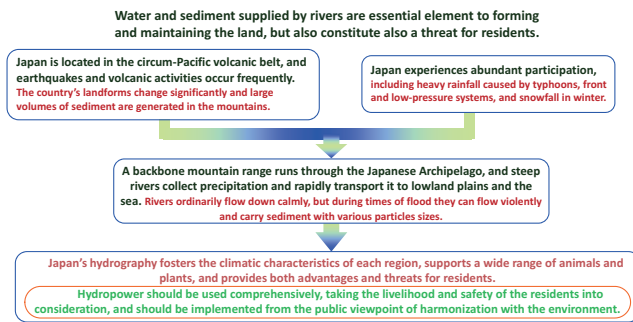 Water and sediment supplied by rivers are essential element to forming
and maintaining the land, but also constitute also a threat for residents.
Japan is located in the circum-Pacific volcanic belt, and
earthquakes and volcanic activities occur frequently.
The country's landforms change significantly and large
volumes of sediment are generated in the mountains.
Japan experiences abundant participation,
including heavy rainfall caused by typhoons, front
and low-pressure systems, and snowfall in winter.
A backbone mountain range runs through the Japanese Archipelago, and steep
rivers collect precipitation and rapidly transport it to lowland plains and the
sea. Rivers ordinarily flow down calmly, but during times of flood they can flow violently
and carry sediment with various particles sizes.
Japan's hydrography fosters the climatic characteristics of each region, supports a wide range of animals and
plants, and provides both advantages and threats for residents.
Hydropower should be used comprehensively, taking the livelihood and safety of the residents into
consideration, and should be implemented from the public viewpoint of harmonization with the environment.